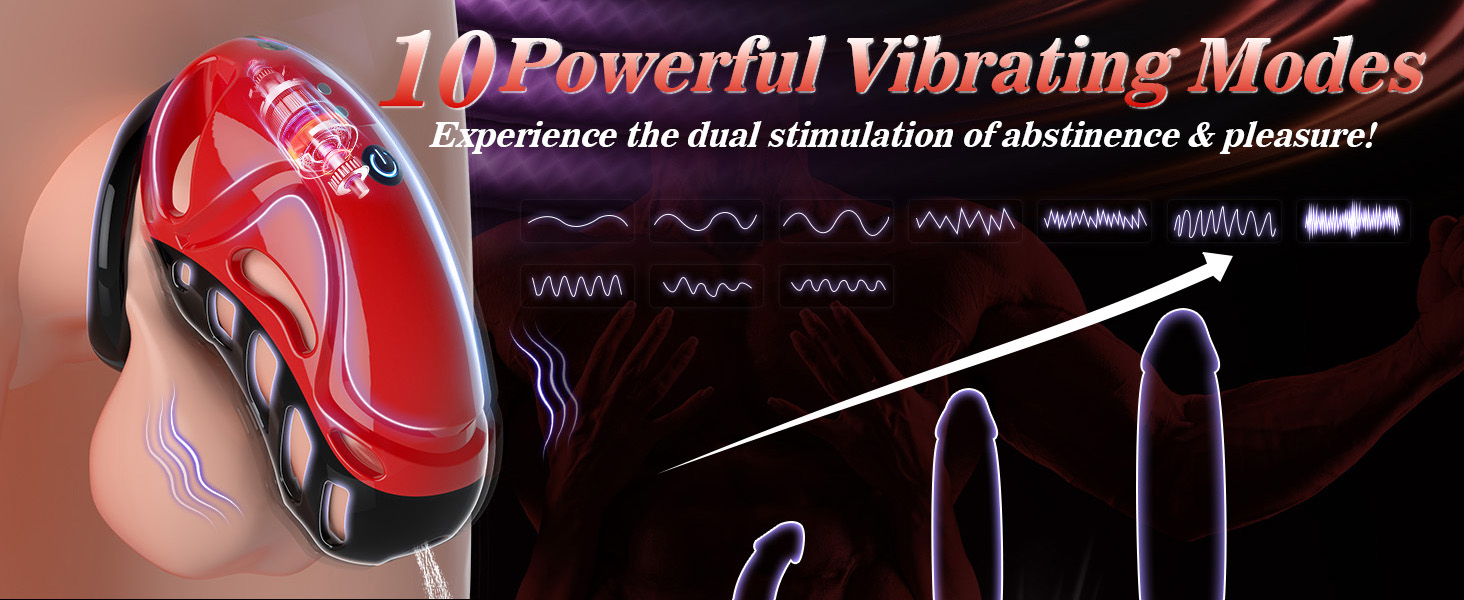 10 Powerful Vibrating Modes
Experience the dual stimulation of abstinence & pleasure!